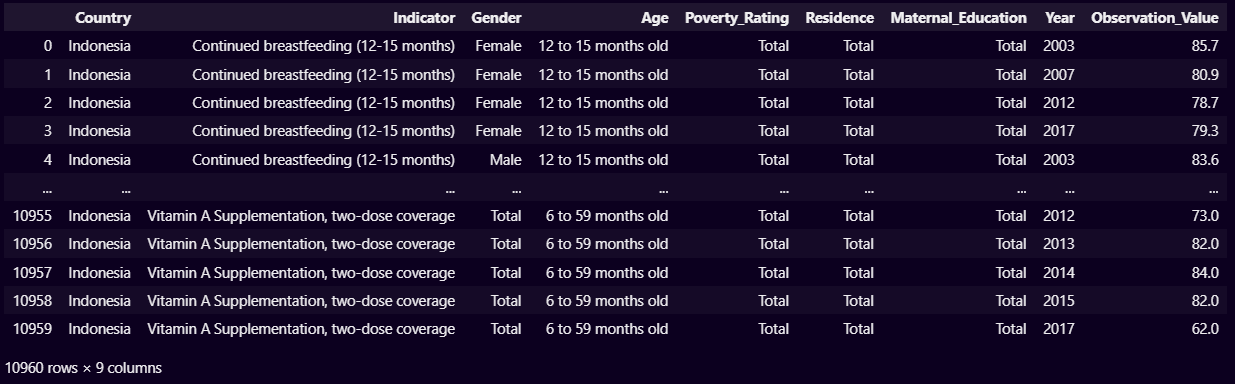 Country Indicator Gender Age Poverty_Rating Residence Maternal_Education Year Observation_Value
0 Indonesia Continued breastfeeding (12-15 months) Female 12 to 15 months old Total Total Total 2003 85.7
1 Indonesia Continued breastfeeding (12-15 months) Female 12 to 15 months old Total Total Total 2007 80.9
2 Indonesia Continued breastfeeding (12-15 months) Female 12 to 15 months old Total Total Total 2012 78.7
3 Indonesia Continued breastfeeding (12-15 months) Female 12 to 15 months old Total Total Total 2017 79.3
4 Indonesia Continued breastfeeding (12-15 months) Male 12 to 15 months old Total Total Total 2003 83.6
... ... ... ... ... ... ... ... ... ...
10955 Indonesia Vitamin A Supplementation, two-dose coverage Total 6 to 59 months old Total Total Total 2012 73.0
10956 Indonesia Vitamin A Supplementation, two-dose coverage Total 6 to 59 months old Total Total Total 2013 82.0
10957 Indonesia Vitamin A Supplementation, two-dose coverage Total 6 to 59 months old Total Total Total 2014 84.0
10958 Indonesia Vitamin A Supplementation, two-dose coverage Total 6 to 59 months old Total Total Total 2015 82.0
10959 Indonesia Vitamin A Supplementation, two-dose coverage Total 6 to 59 months old Total Total Total 2017 62.0
10960 rows × 9 columns